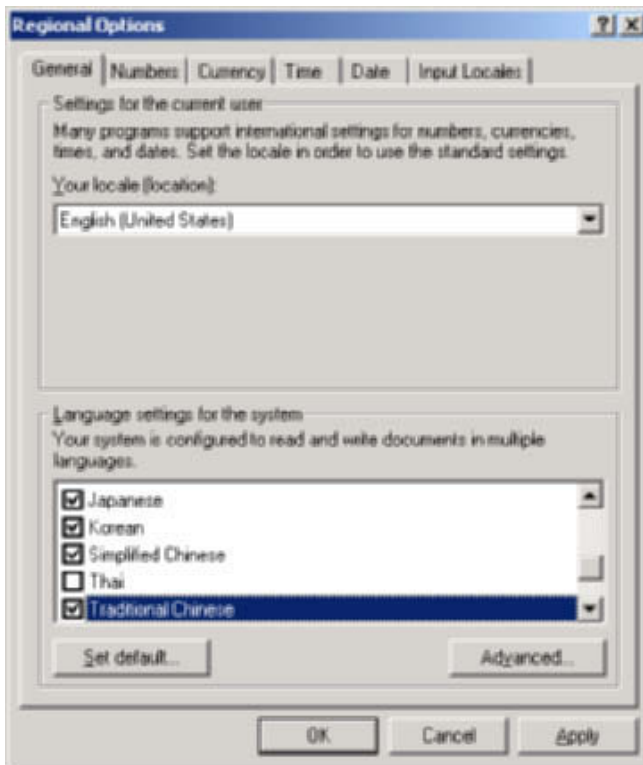 Regional Options
General Numbers Currency Time Date Input Locales
Settings for the current user
Many programs support international settings for numbers, currencies,
times, and dates. Set the locale in order to use the standard settings.
Your locale (location):
English (United States)
Language settings for the system
Your system is configured to read and write documents in multiple
languages.
Japanese
Korean
Simplified Chinese
Thai
Traditional Chinese
Set default... Advanced...
OK Cancel Apply